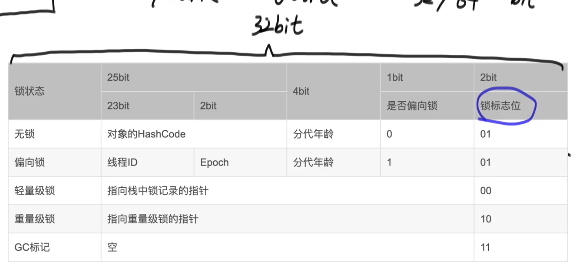 32bit
锁状态 25bit 4bit 1bit 2bit
23bit 2bit 是否偏向锁 锁标志位
无锁 对象的HashCode 分代年龄 0 01
偏向锁 线程ID Epoch 分代年龄 1 01
轻量级锁 指向栈中锁记录的指针 00
重量级锁 指向重量级锁的指针 10
GC标记 空 11